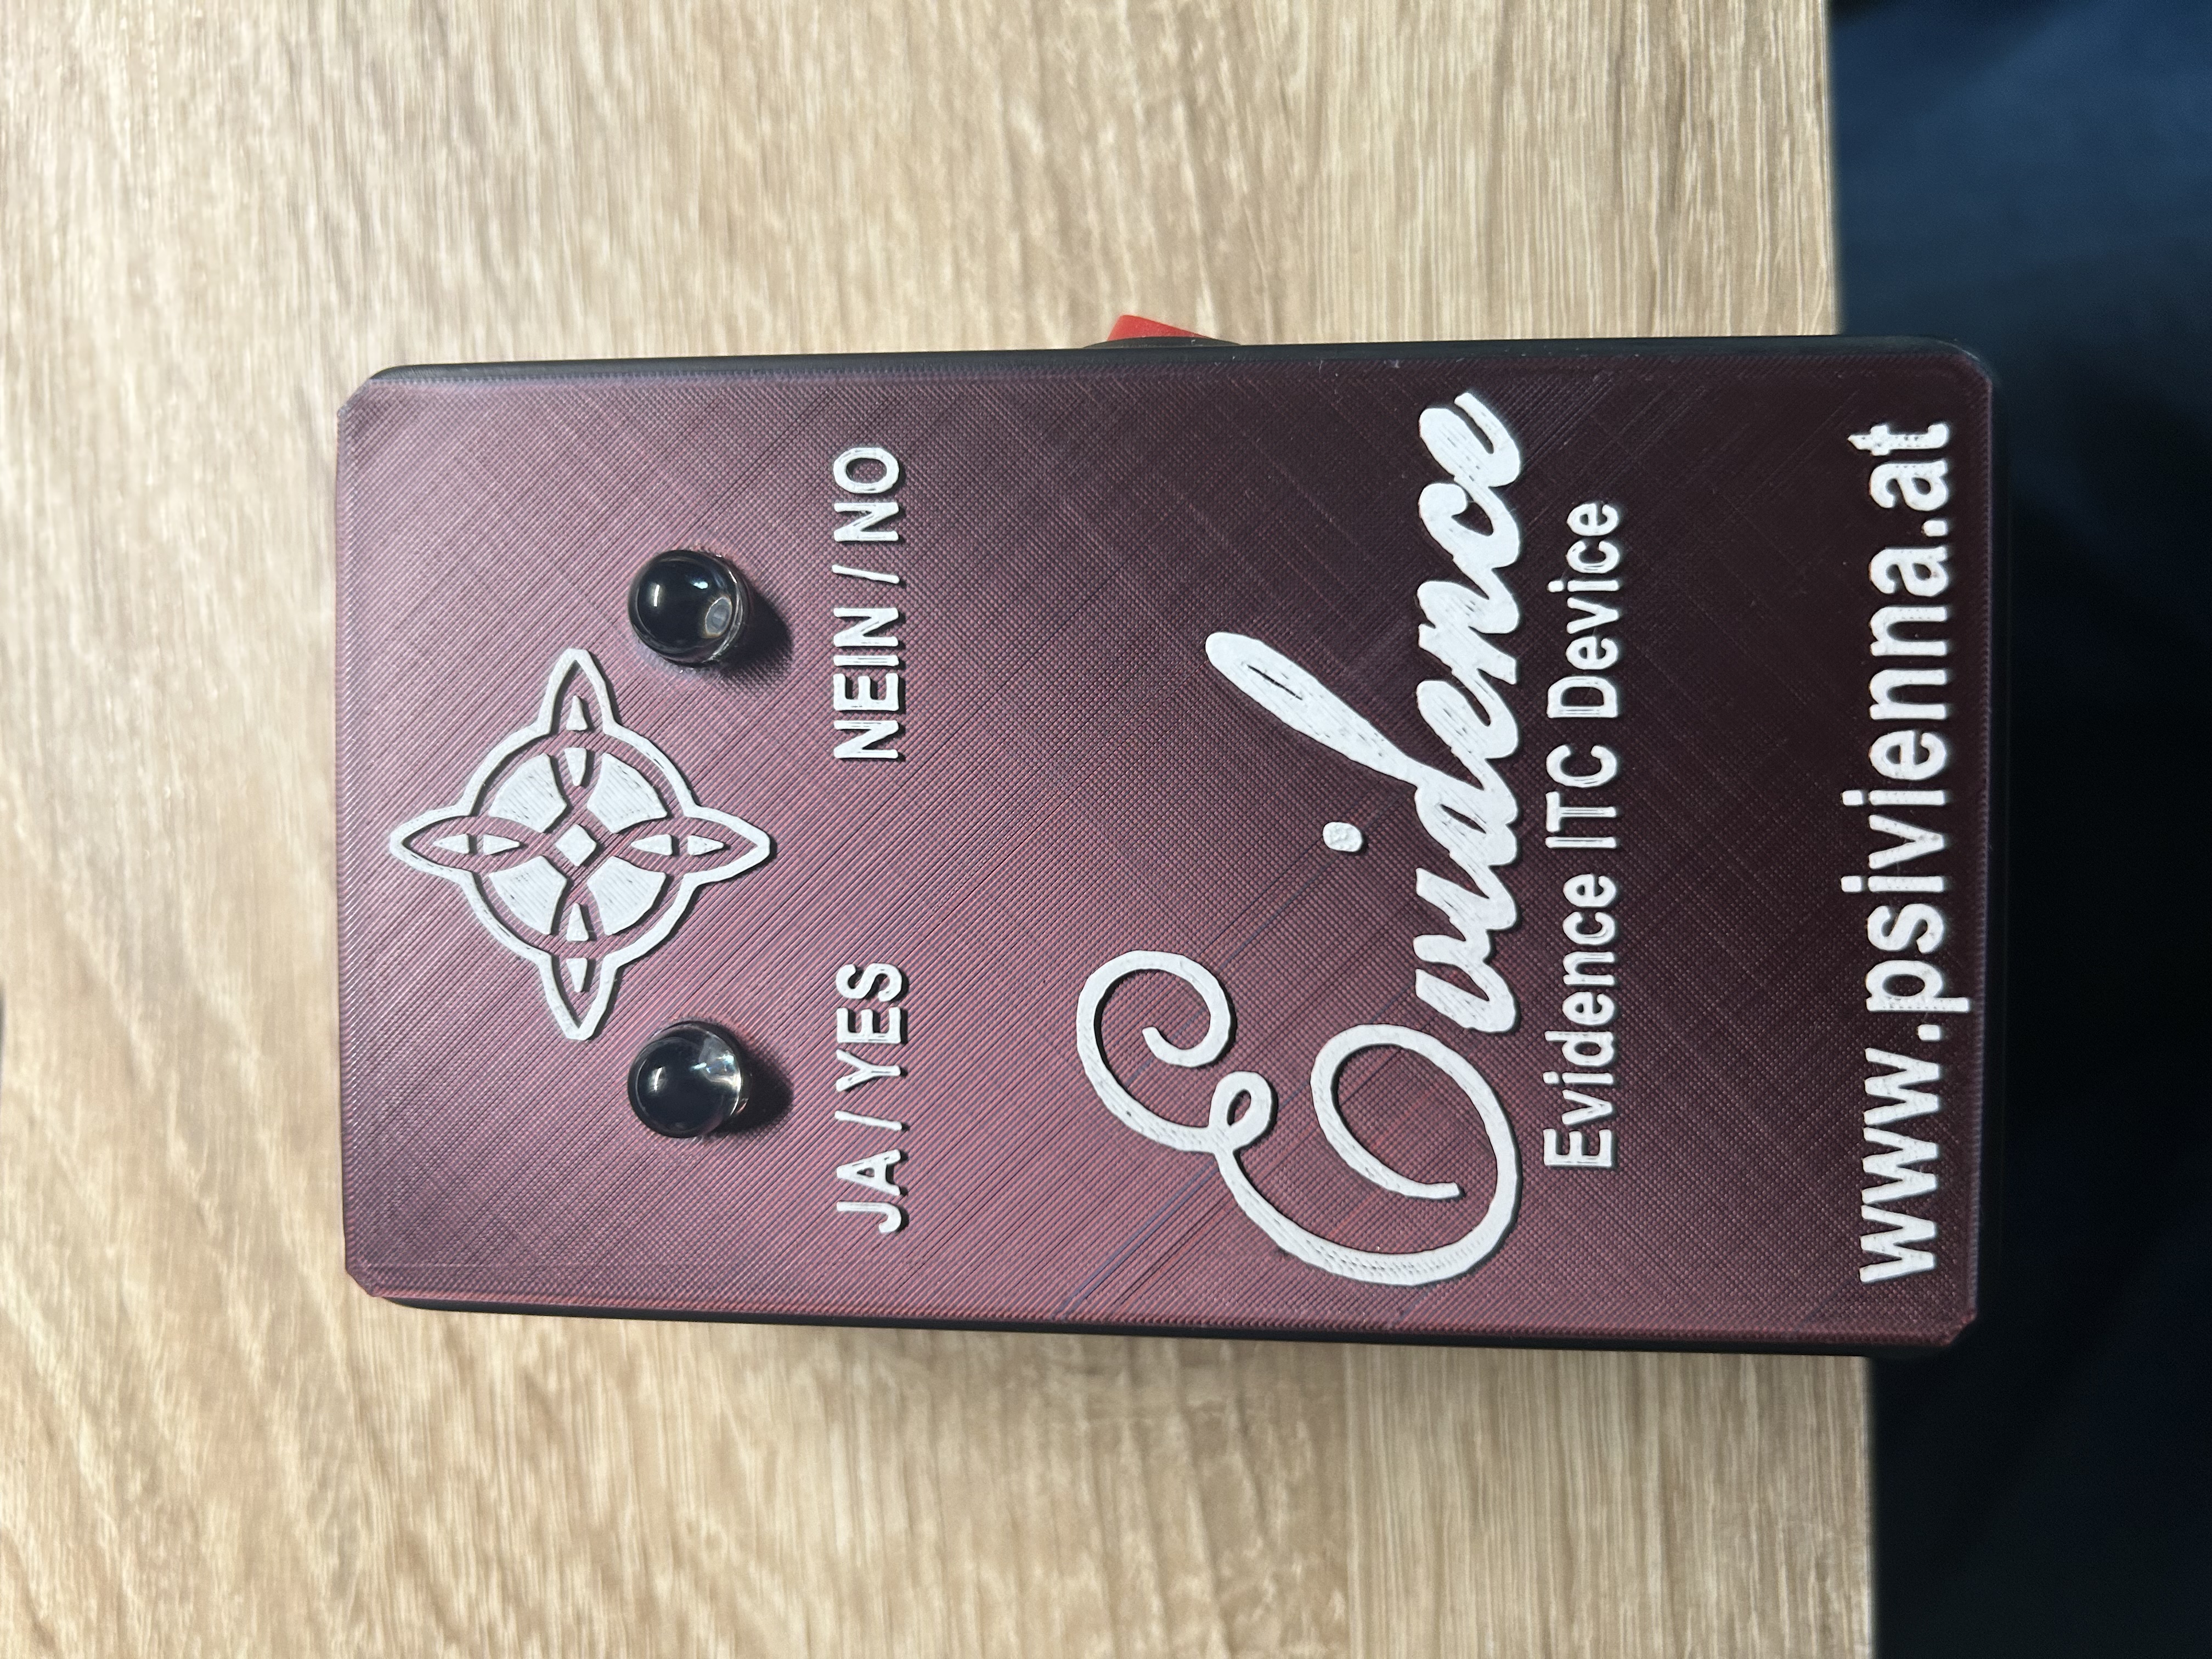 JA / YES
NEIN / NO
Evidence
Evidence ITC Device
www.psivienna.at